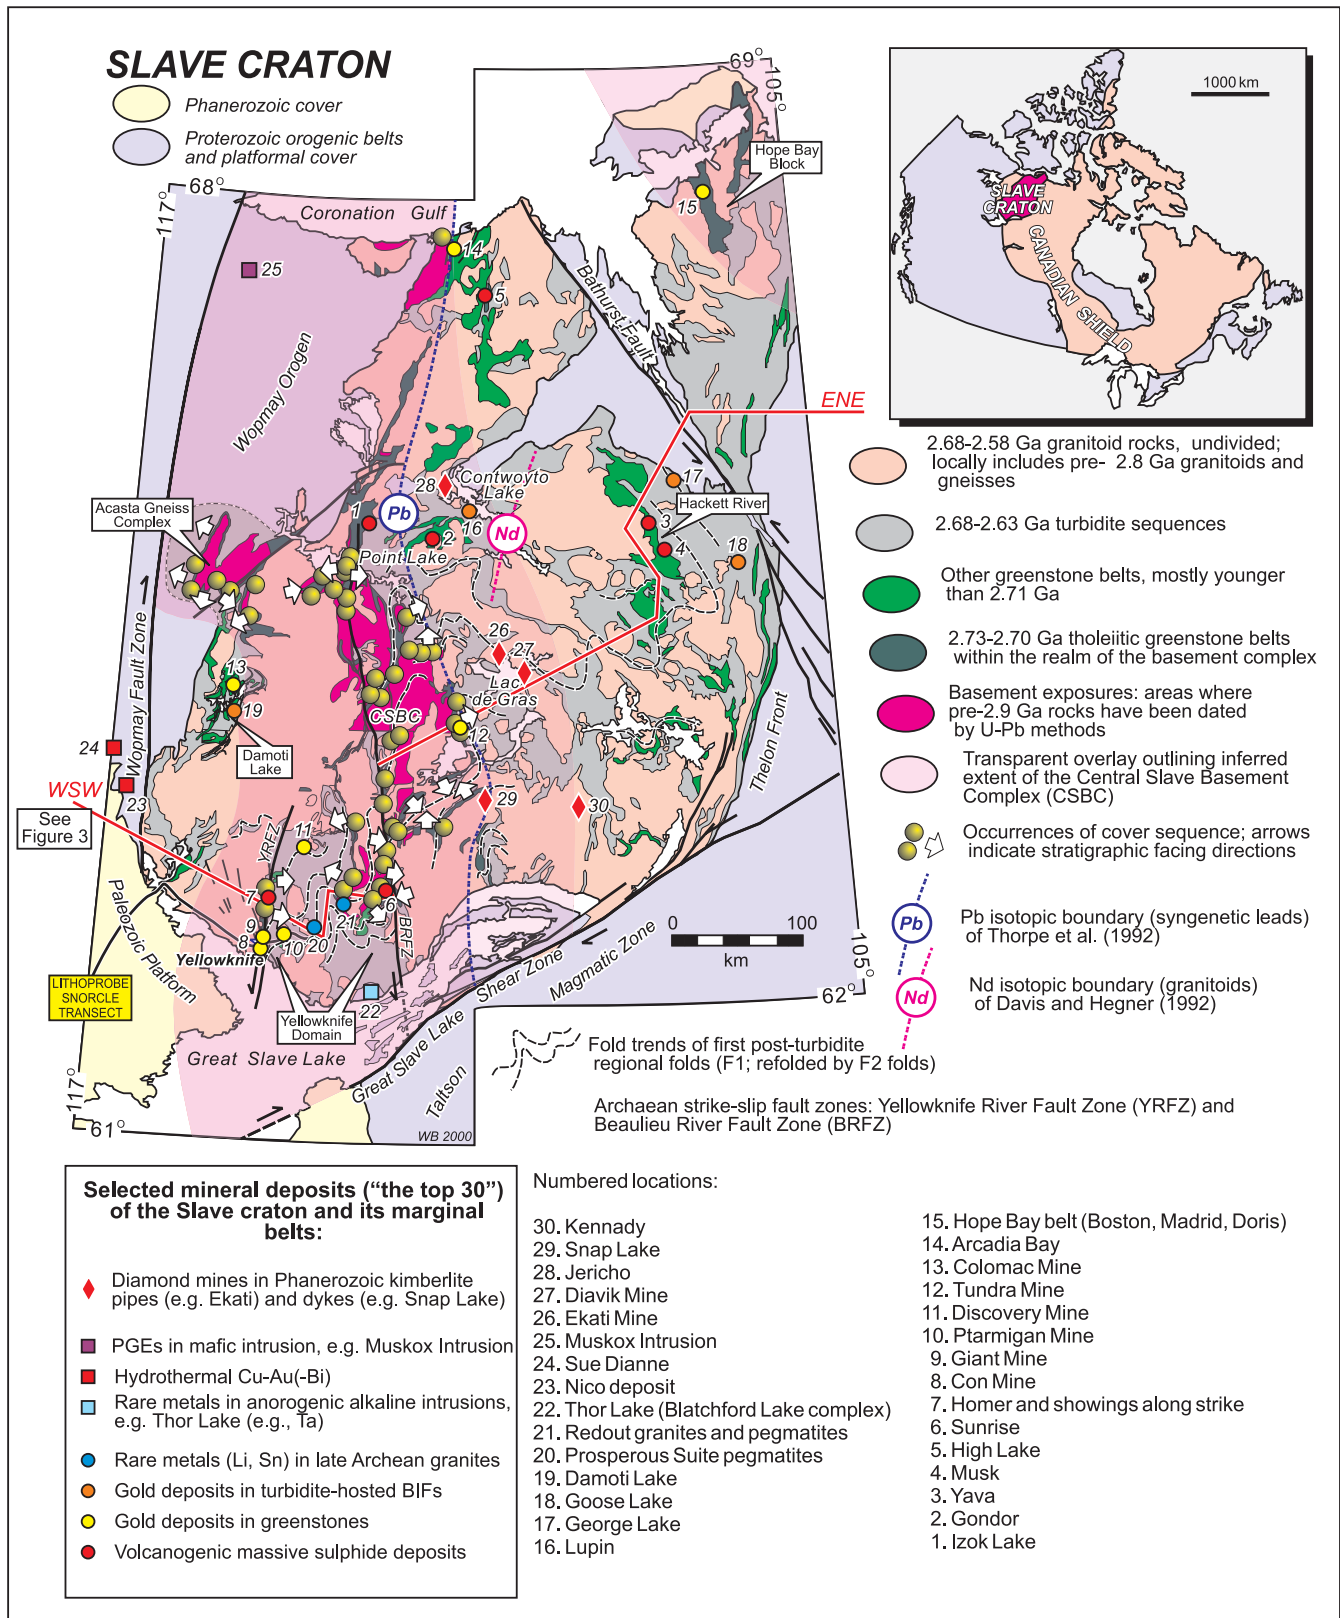 SLAVE CRATON
Phanerozoic cover
Proterozoic orogenic belts
and platformal cover
69°
105°
1000 km
SLAVE
CRATON
CANADIAN SHIELD
Hope Bay
Block
15
117°
68°
Coronation Gulf
14
25
5
Bathurst Fault
Wopmay Orogen
ENE
28
Contwoyto
Lake
17
Acasta Gneiss
Complex
1
Pb
16
Nd
Hackett River
3
2
4
18
Point Lake
26
27
Lac
de Gras
13
19
CSBC
12
Wopmay Fault Zone
Damoti
Lake
24
23
Thelon Front
WSW
See
Figure 3
29
30
YRFZ
11
7
6
9
8
10
20
21
BRFZ
Yellowknife
Paleozoic Platform
LITHOPROBE
SNORCLE
TRANSECT
22
Yellowknife
Domain
Great Slave Lake
Great Slave Lake Shear Zone
Taltson Magmatic Zone
0 100
km
105°
62°
117°
61°
WB 2000
2.68-2.58 Ga granitoid rocks, undivided;
locally includes pre- 2.8 Ga granitoids and
gneisses
2.68-2.63 Ga turbidite sequences
Other greenstone belts, mostly younger
than 2.71 Ga
2.73-2.70 Ga tholeiitic greenstone belts
within the realm of the basement complex
Basement exposures: areas where
pre-2.9 Ga rocks have been dated
by U-Pb methods
Transparent overlay outlining inferred
extent of the Central Slave Basement
Complex (CSBC)
Occurrences of cover sequence; arrows
indicate stratigraphic facing directions
Pb
Pb isotopic boundary (syngenetic leads)
of Thorpe et al. (1992)
Nd
Nd isotopic boundary (granitoids)
of Davis and Hegner (1992)
Fold trends of first post-turbidite
regional folds (F1; refolded by F2 folds)
Archaean strike-slip fault zones: Yellowknife River Fault Zone (YRFZ) and
Beaulieu River Fault Zone (BRFZ)
Selected mineral deposits (“the top 30”)
of the Slave craton and its marginal
belts:
Diamond mines in Phanerozoic kimberlite
pipes (e.g. Ekati) and dykes (e.g. Snap Lake)
PGEs in mafic intrusion, e.g. Muskox Intrusion
Hydrothermal Cu-Au(-Bi)
Rare metals in anorogenic alkaline intrusions,
e.g. Thor Lake (e.g., Ta)
Rare metals (Li, Sn) in late Archean granites
Gold deposits in turbidite-hosted BIFs
Gold deposits in greenstones
Volcanogenic massive sulphide deposits
Numbered locations:
30. Kennady
29. Snap Lake
28. Jericho
27. Diavik Mine
26. Ekati Mine
25. Muskox Intrusion
24. Sue Dianne
23. Nico deposit
22. Thor Lake (Blatchford Lake complex)
21. Redout granites and pegmatites
20. Prosperous Suite pegmatites
19. Damoti Lake
18. Goose Lake
17. George Lake
16. Lupin
15. Hope Bay belt (Boston, Madrid, Doris)
14. Arcadia Bay
13. Colomac Mine
12. Tundra Mine
11. Discovery Mine
10. Ptarmigan Mine
9. Giant Mine
8. Con Mine
7. Homer and showings along strike
6. Sunrise
5. High Lake
4. Musk
3. Yava
2. Gondor
1. Izok Lake